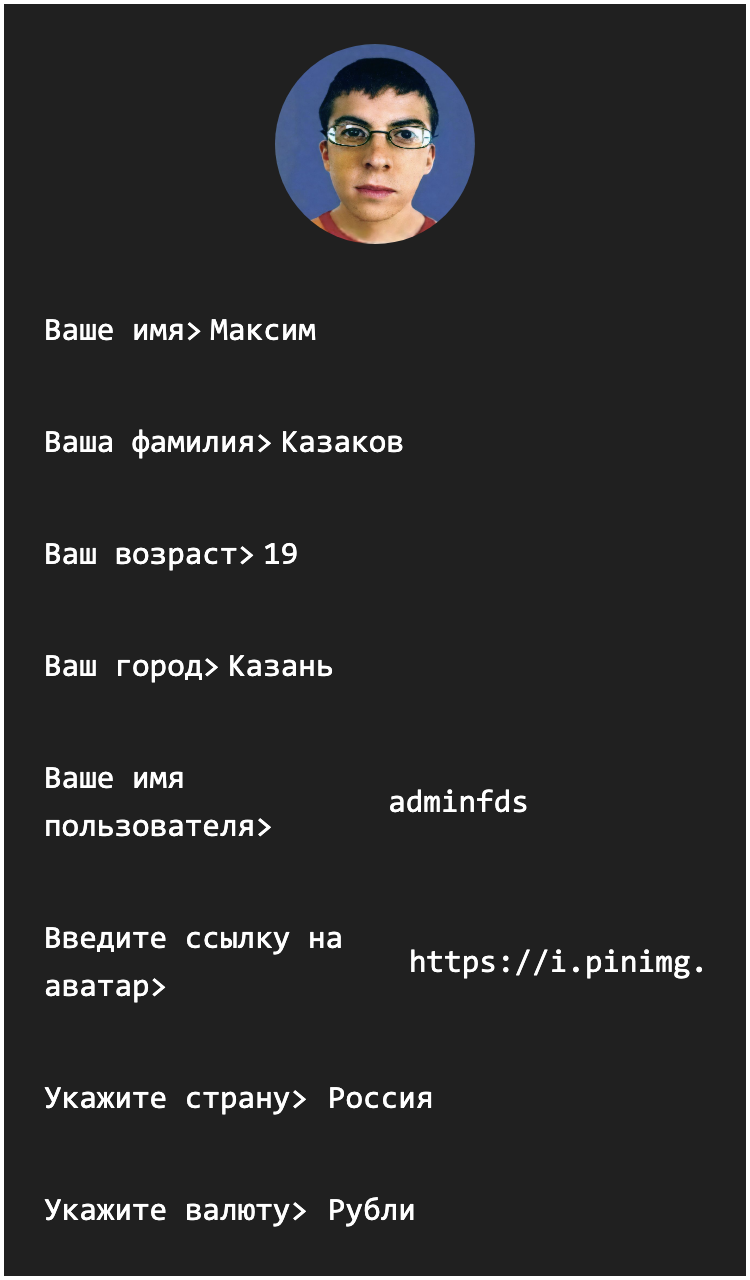 Ваше имя> Максим
Ваша фамилия> Казаков
Ваш возраст> 19
Ваш город> Казань
Ваше имя
пользователя>
adminfds
Введите ссылку на
аватар>
https://i.pinimg.
Укажите страну> Россия
Укажите валюту> Рубли